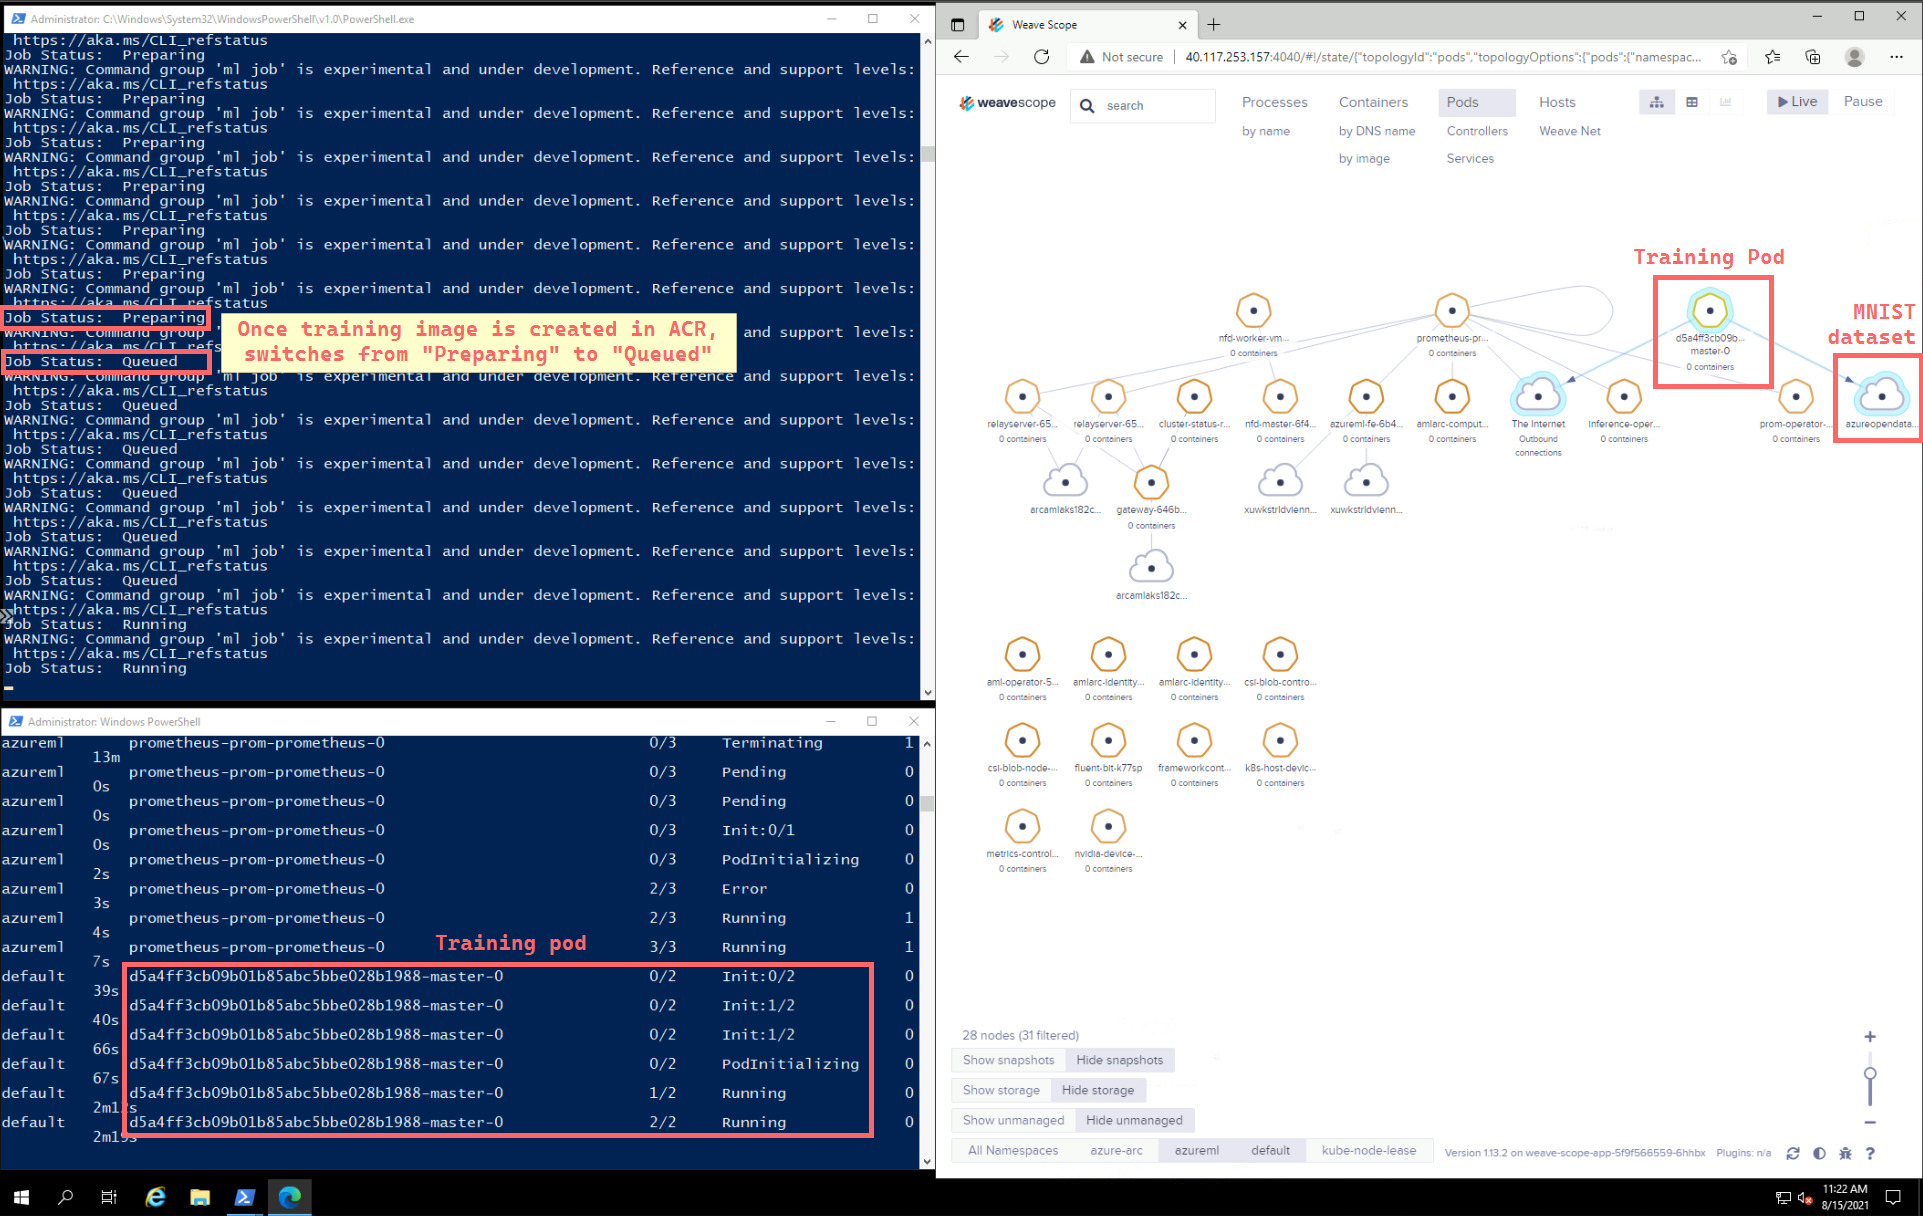 Administrator: C:\Windows\System32\WindowsPowerShell\v1.0\PowerShell.exe
https://aka.ms/CLI_refstatus
Job Status:  Preparing
WARNING: Command group 'ml job' is experimental and under development. Reference and support levels:
https://aka.ms/CLI_refstatus
Job Status:  Preparing
WARNING: Command group 'ml job' is experimental and under development. Reference and support levels:
https://aka.ms/CLI_refstatus
Job Status:  Preparing
WARNING: Command group 'ml job' is experimental and under development. Reference and support levels:
https://aka.ms/CLI_refstatus
Job Status:  Preparing
WARNING: Command group 'ml job' is experimental and under development. Reference and support levels:
https://aka.ms/CLI_refstatus
Job Status:  Preparing
WARNING: Command group 'ml job' is experimental and under development. Reference and support levels:
https://aka.ms/CLI_refstatus
Job Status:  Preparing
WARNING: Command group 'ml job' is experimental and under development. Reference and support levels:
https://aka.ms/CLI_refstatus
Job Status:  Preparing
WARNING: Command group 'ml jo nd support levels:
https://aka.ms/CLI_refs
Job Status:  Queued
Once training image is created in ACR,
switches from "Preparing" to "Queued"
WARNING: Command group 'ml job' is experimental and under development. Reference and support levels:
https://aka.ms/CLI_refstatus
Job Status:  Queued
WARNING: Command group 'ml job' is experimental and under development. Reference and support levels:
https://aka.ms/CLI_refstatus
Job Status:  Queued
WARNING: Command group 'ml job' is experimental and under development. Reference and support levels:
https://aka.ms/CLI_refstatus
Job Status:  Queued
WARNING: Command group 'ml job' is experimental and under development. Reference and support levels:
https://aka.ms/CLI_refstatus
Job Status:  Queued
WARNING: Command group 'ml job' is experimental and under development. Reference and support levels:
https://aka.ms/CLI_refstatus
Job Status:  Queued
WARNING: Command group 'ml job' is experimental and under development. Reference and support levels:
https://aka.ms/CLI_refstatus
Job Status:  Running
WARNING: Command group 'ml job' is experimental and under development. Reference and support levels:
https://aka.ms/CLI_refstatus
Job Status:  Running
Administrator: Windows PowerShell
azureml prometheus-prom-prometheus-0 0/3 Terminating 1
13m
azureml prometheus-prom-prometheus-0 0/3 Pending 0
0s
azureml prometheus-prom-prometheus-0 0/3 Pending 0
0s
azureml prometheus-prom-prometheus-0 0/3 Init:0/1 0
0s
azureml prometheus-prom-prometheus-0 0/3 PodInitializing 0
2s
azureml prometheus-prom-prometheus-0 2/3 Error 0
3s
azureml prometheus-prom-prometheus-0 2/3 Running 1
4s
azureml prometheus-prom-prometheus-0 3/3 Running 1
7s
Training pod
default d5a4ff3cb09b01b85abc5bbe028b1988-master-0 0/2 Init:0/2 0
39s
default d5a4ff3cb09b01b85abc5bbe028b1988-master-0 0/2 Init:1/2 0
40s
default d5a4ff3cb09b01b85abc5bbe028b1988-master-0 0/2 Init:1/2 0
66s
default d5a4ff3cb09b01b85abc5bbe028b1988-master-0 0/2 PodInitializing 0
67s
default d5a4ff3cb09b01b85abc5bbe028b1988-master-0 1/2 Running 0
2m12s
default d5a4ff3cb09b01b85abc5bbe028b1988-master-0 2/2 Running 0
2m19s
Weave Scope
Not secure | 40.117.253.157:4040/#!/state/{"topologyId":"pods","topologyOptions":{"pods":{"namespac...
weavescope
search
Processes Containers Pods Hosts
by name by DNS name Controllers Weave Net
by image Services
Live Pause
Training Pod
MNIST
dataset
nfd-worker-vm...
0 containers
prometheus-pr...
0 containers
d5a4ff3cb09b...
master-0
0 containers
relayserver-65...
0 containers
relayserver-65...
0 containers
cluster-status-r...
0 containers
nfd-master-6f4...
0 containers
azureml-fe-6b4...
0 containers
amlarc-comput...
0 containers
The Internet
Outbound
connections
inference-oper...
0 containers
prom-operator-...
0 containers
azureopendata...
arcamlaks182c...
gateway-646b...
0 containers
xuwkstrldvienn...
xuwkstrldvienn...
arcamlaks182c...
aml-operator-5...
0 containers
amlarc-identity...
0 containers
amlarc-identity...
0 containers
csi-blob-contro...
0 containers
csi-blob-node-...
0 containers
fluent-bit-k77sp
0 containers
frameworkcont...
0 containers
k8s-host-devic...
0 containers
metrics-control...
0 containers
nvidia-device-...
0 containers
28 nodes (31 filtered)
Show snapshots Hide snapshots
Show storage Hide storage
Show unmanaged Hide unmanaged
All Namespaces azure-arc azureml default kube-node-lease
Version 1.13.2 on weave-scope-app-5f9f566559-6hhbx Plugins: n/a
11:22 AM
8/15/2021